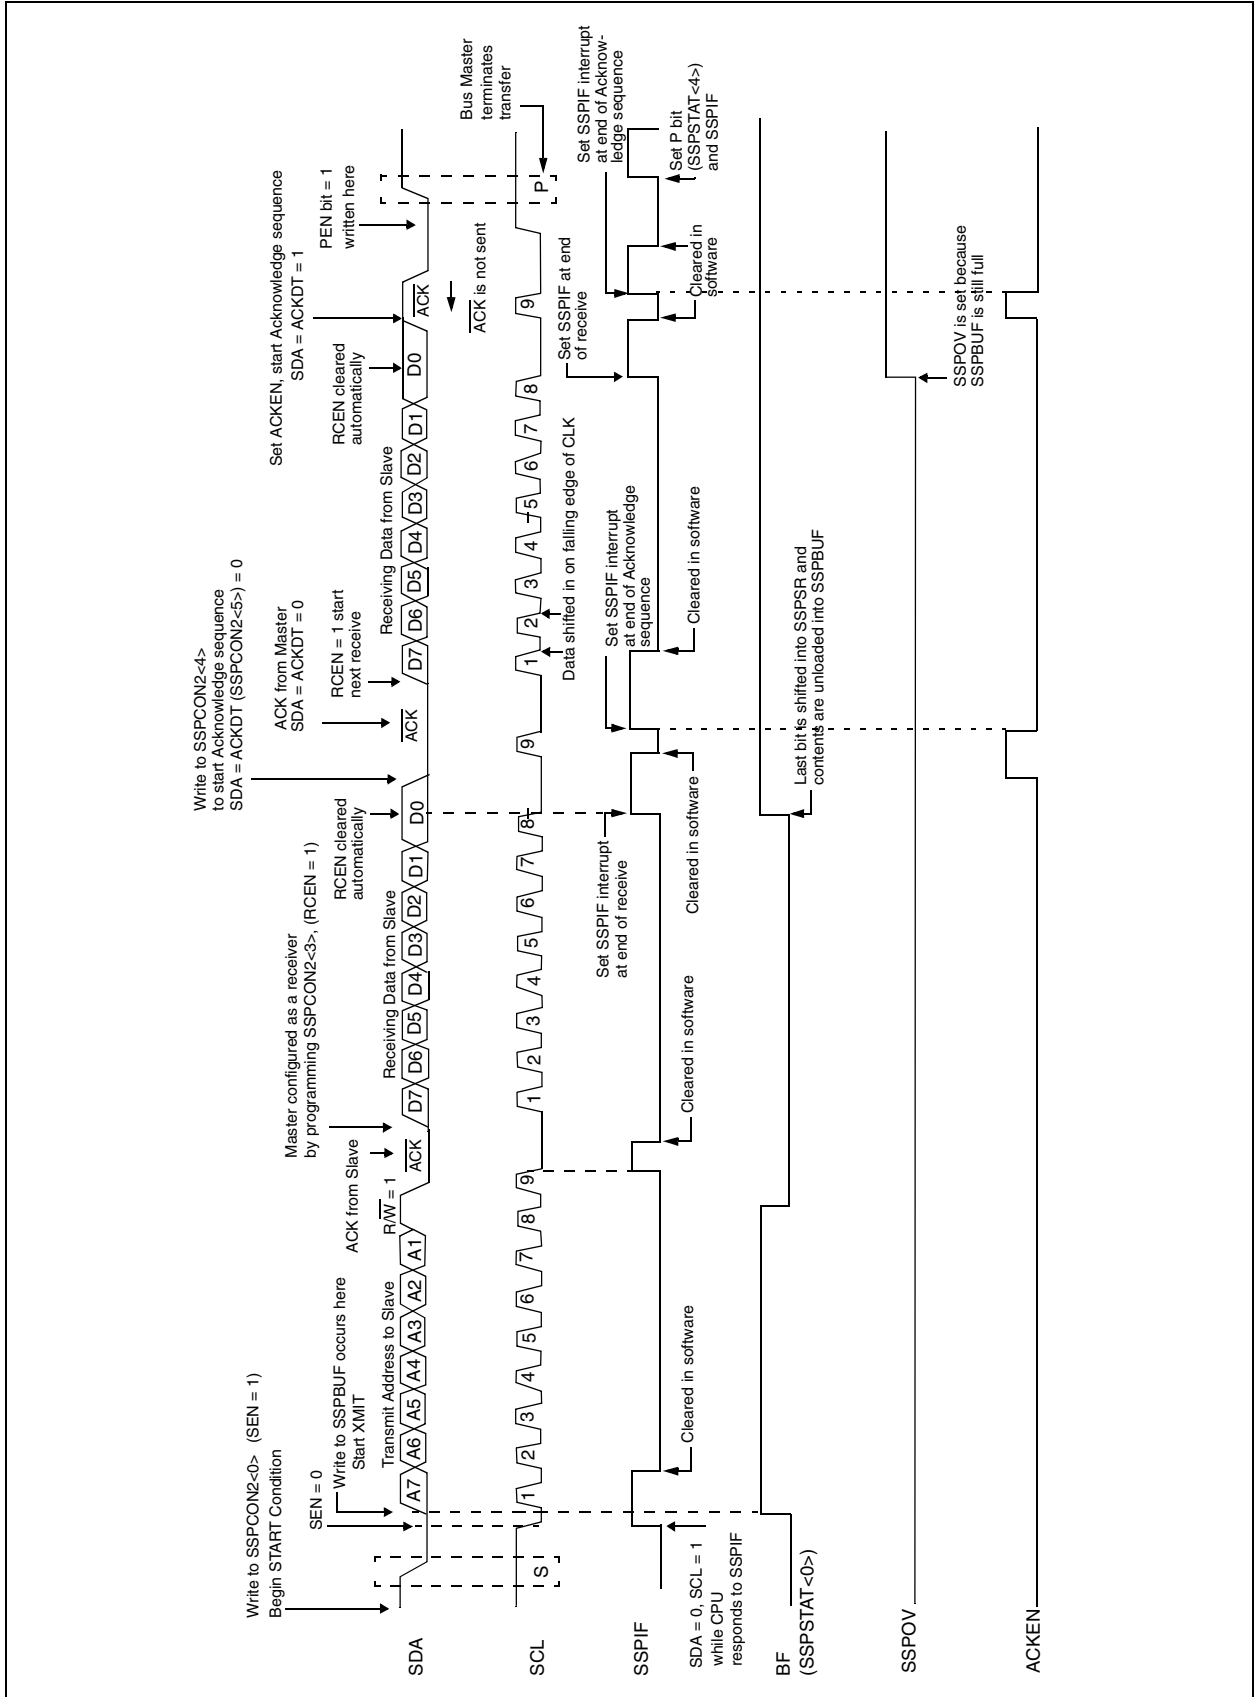 Write to SSPCON2<0> (SEN = 1)
Begin START Condition
SEN = 0
Write to SSPBUF occurs here
Start XMIT
ACK from Slave
Master configured as a receiver
by programming SSPCON2<3>, (RCEN = 1)
RCEN cleared
automatically
Write to SSPCON2<4>
to start Acknowledge sequence
SDA = ACKDT (SSPCON2<5>) = 0
ACK from Master
SDA = ACKDT = 0
RCEN = 1 start
next receive
RCEN cleared
automatically
Set ACKEN, start Acknowledge sequence
SDA = ACKDT = 1
PEN bit = 1
written here
Transmit Address to Slave
R/W = 1
Receiving Data from Slave
Receiving Data from Slave
SDA
A7 A6 A5 A4 A3 A2 A1
ACK
D7 D6 D5 D4 D3 D2 D1 D0
ACK
D7 D6 D5 D4 D3 D2 D1 D0
ACK
ACK is not sent
Bus Master
terminates
transfer
SCL
S
1 2 3 4 5 6 7 8 9
1 2 3 4 5 6 7 8 9
1 2 3 4 5 6 7 8 9
P
Data shifted in on falling edge of CLK
Set SSPIF interrupt
at end of receive
Set SSPIF interrupt
at end of Acknowledge
sequence
Set SSPIF at end
of receive
Set SSPIF interrupt
at end of Acknow-
ledge sequence
SSPIF
SDA = 0, SCL = 1
while CPU
responds to SSPIF
Cleared in software
Cleared in software
Cleared in software
Cleared in software
Cleared in
software
Set P bit
(SSPSTAT<4>)
and SSPIF
BF
(SSPSTAT<0>)
Last bit is shifted into SSPSR and
contents are unloaded into SSPBUF
SSPOV
SSPOV is set because
SSPBUF is still full
ACKEN